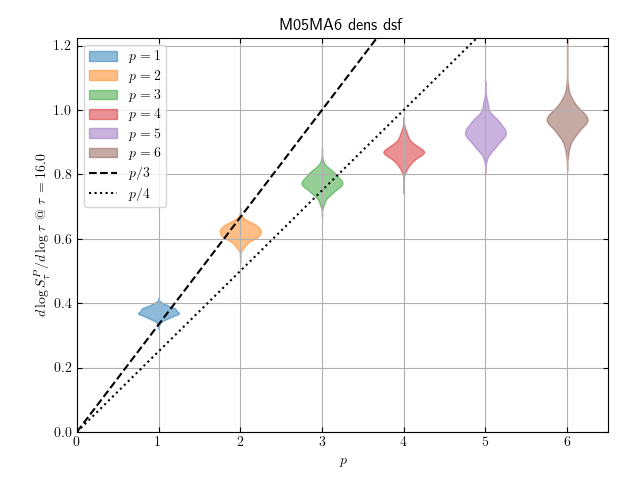 M05MA6 dens dsf
d log S_τ^P / d log τ @ τ = 16.0
1.2
1.0
0.8
0.6
0.4
0.2
0.0
p = 1
p = 2
p = 3
p = 4
p = 5
p = 6
p/3
p/4
0 1 2 3 4 5 6
p